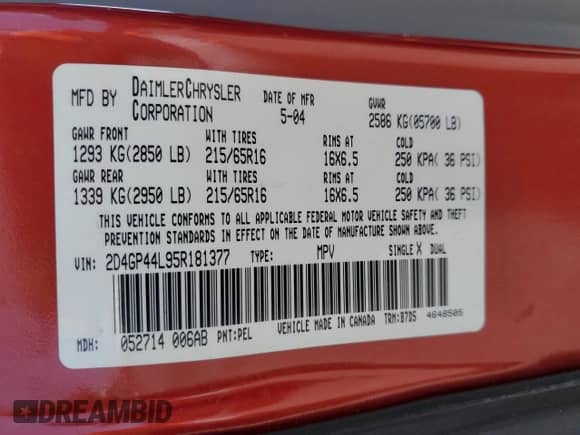 MFD BY DAIMLERCHRYSLER CORPORATION DATE OF MFR 5-04 GVWR 2586 KG(05700 LB)
GAWR FRONT WITH TIRES RIMS AT COLD
1293 KG(2850 LB) 215/65R16 16X6.5 250 KPA( 36 PSI)
GAWR REAR WITH TIRES RIMS AT COLD
1339 KG(2950 LB) 215/65R16 16X6.5 250 KPA( 36 PSI)
THIS VEHICLE CONFORMS TO ALL APPLICABLE FEDERAL MOTOR VEHICLE SAFETY AND THEFT
PREVENTION STANDARDS IN EFFECT ON THE DATE OF MANUFACTURE SHOWN ABOVE.
VIN: 2D4GP44L95R181377 TYPE: MPV SINGLE X DUAL
MDH: 052714 006AB PNT:PEL VEHICLE MADE IN CANADA TRM:B7D5 4648505
DREAMBID